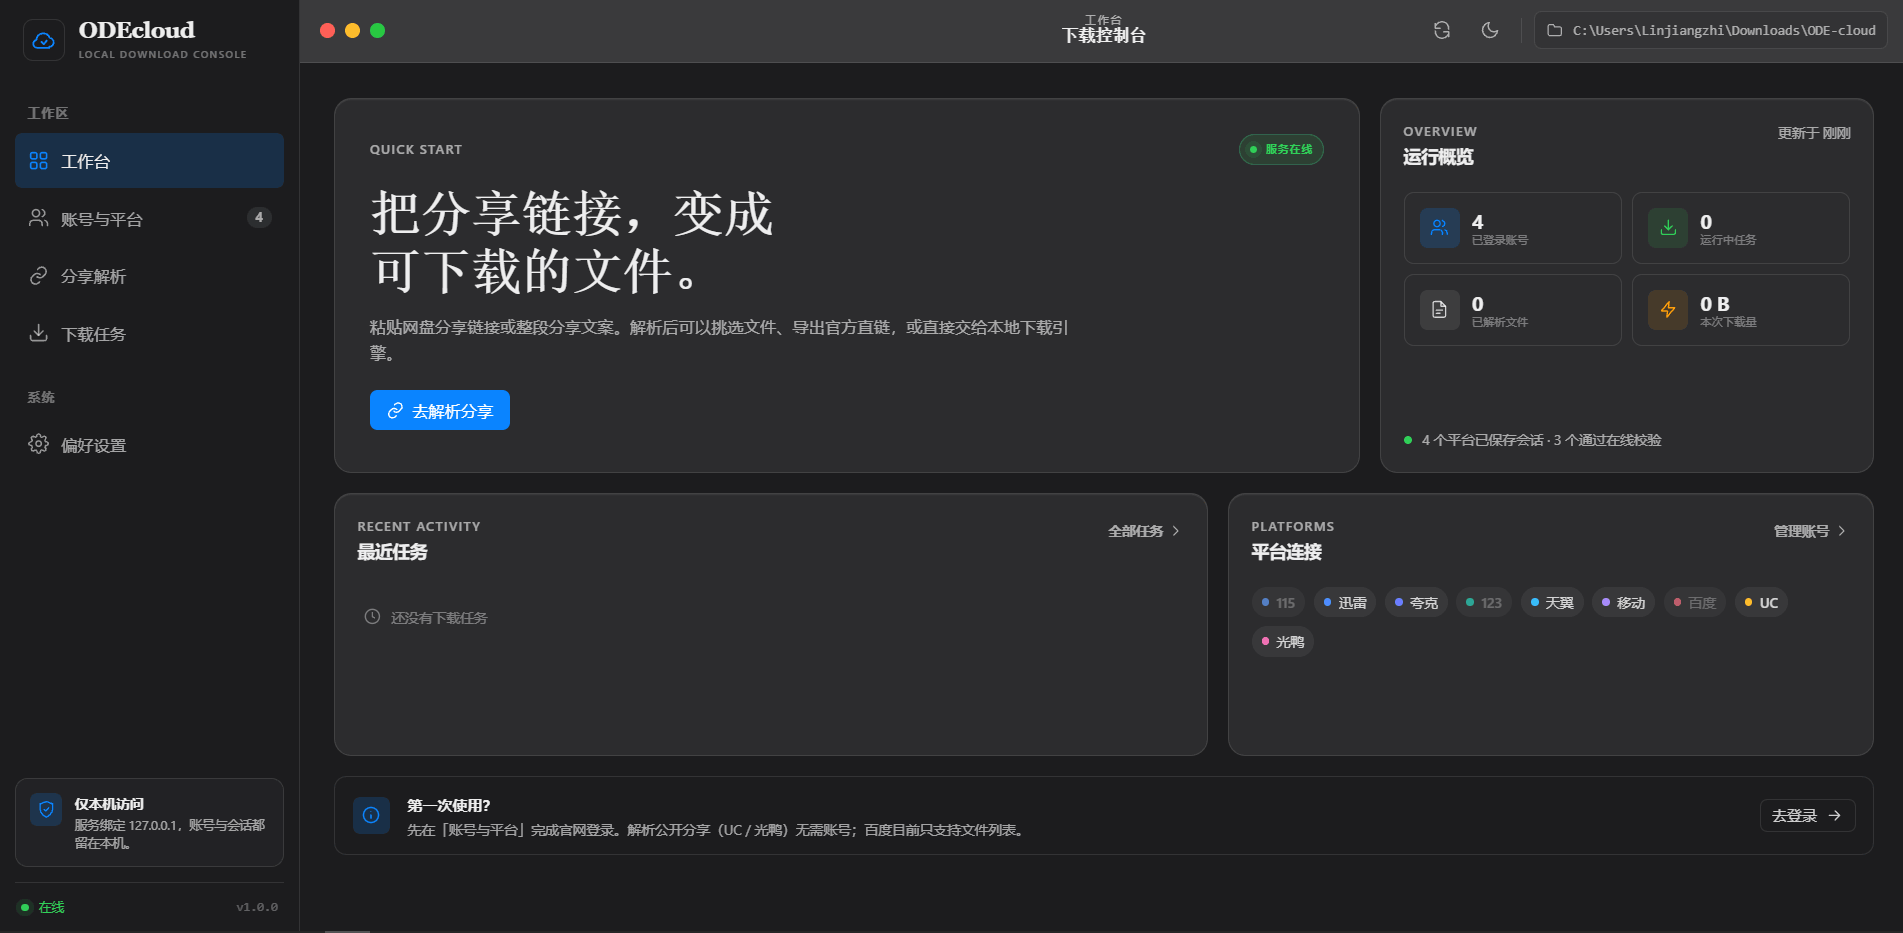 ODEcloud
LOCAL DOWNLOAD CONSOLE
工作区
工作台
账号与平台
4
分享解析
下载任务
系统
偏好设置
仅本机访问
服务绑定 127.0.0.1，账号与会话都
留在本机。
在线
v1.0.0
工作台
下载控制台
C:\Users\Linjiangzhi\Downloads\ODE-cloud
QUICK START
服务在线
把分享链接，变成
可下载的文件。
粘贴网盘分享链接或整段分享文案。解析后可以挑选文件、导出官方直链，或直接交给本地下载引
擎。
去解析分享
OVERVIEW
更新于 刚刚
运行概览
4
已登录账号
0
运行中任务
0
已解析文件
0 B
本次下载量
4 个平台已保存会话 · 3 个通过在线校验
RECENT ACTIVITY
最近任务
全部任务
还没有下载任务
PLATFORMS
平台连接
管理账号
115
迅雷
夸克
123
天翼
移动
百度
UC
光鸭
第一次使用?
先在「账号与平台」完成官网登录。解析公开分享（UC / 光鸭）无需账号；百度目前只支持文件列表。
去登录